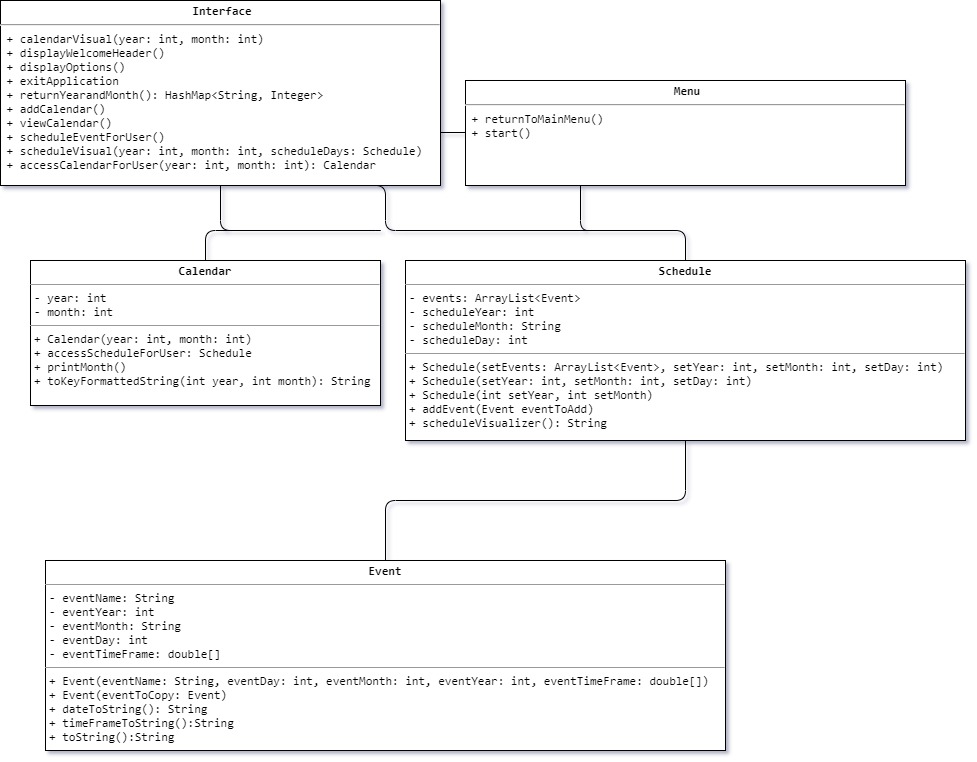 Interface
+ calendarVisual(year: int, month: int)
+ displayWelcomeHeader()
+ displayOptions()
+ exitApplication
+ returnYearandMonth(): HashMap<String, Integer>
+ addCalendar()
+ viewCalendar()
+ scheduleEventForUser()
+ scheduleVisual(year: int, month: int, scheduleDays: Schedule)
+ accessCalendarForUser(year: int, month: int): Calendar
Menu
+ returnToMainMenu()
+ start()
Calendar
- year: int
- month: int
+ Calendar(year: int, month: int)
+ accessScheduleForUser: Schedule
+ printMonth()
+ toKeyFormattedString(int year, int month): String
Schedule
- events: ArrayList<Event>
- scheduleYear: int
- scheduleMonth: String
- scheduleDay: int
+ Schedule(setEvents: ArrayList<Event>, setYear: int, setMonth: int, setDay: int)
+ Schedule(setYear: int, setMonth: int, setDay: int)
+ Schedule(int setYear, int setMonth)
+ addEvent(Event eventToAdd)
+ scheduleVisualizer(): String
Event
- eventName: String
- eventYear: int
- eventMonth: String
- eventDay: int
- eventTimeFrame: double[]
+ Event(eventName: String, eventDay: int, eventMonth: int, eventYear: int, eventTimeFrame: double[])
+ Event(eventToCopy: Event)
+ dateToString(): String
+ timeFrameToString():String
+ toString():String